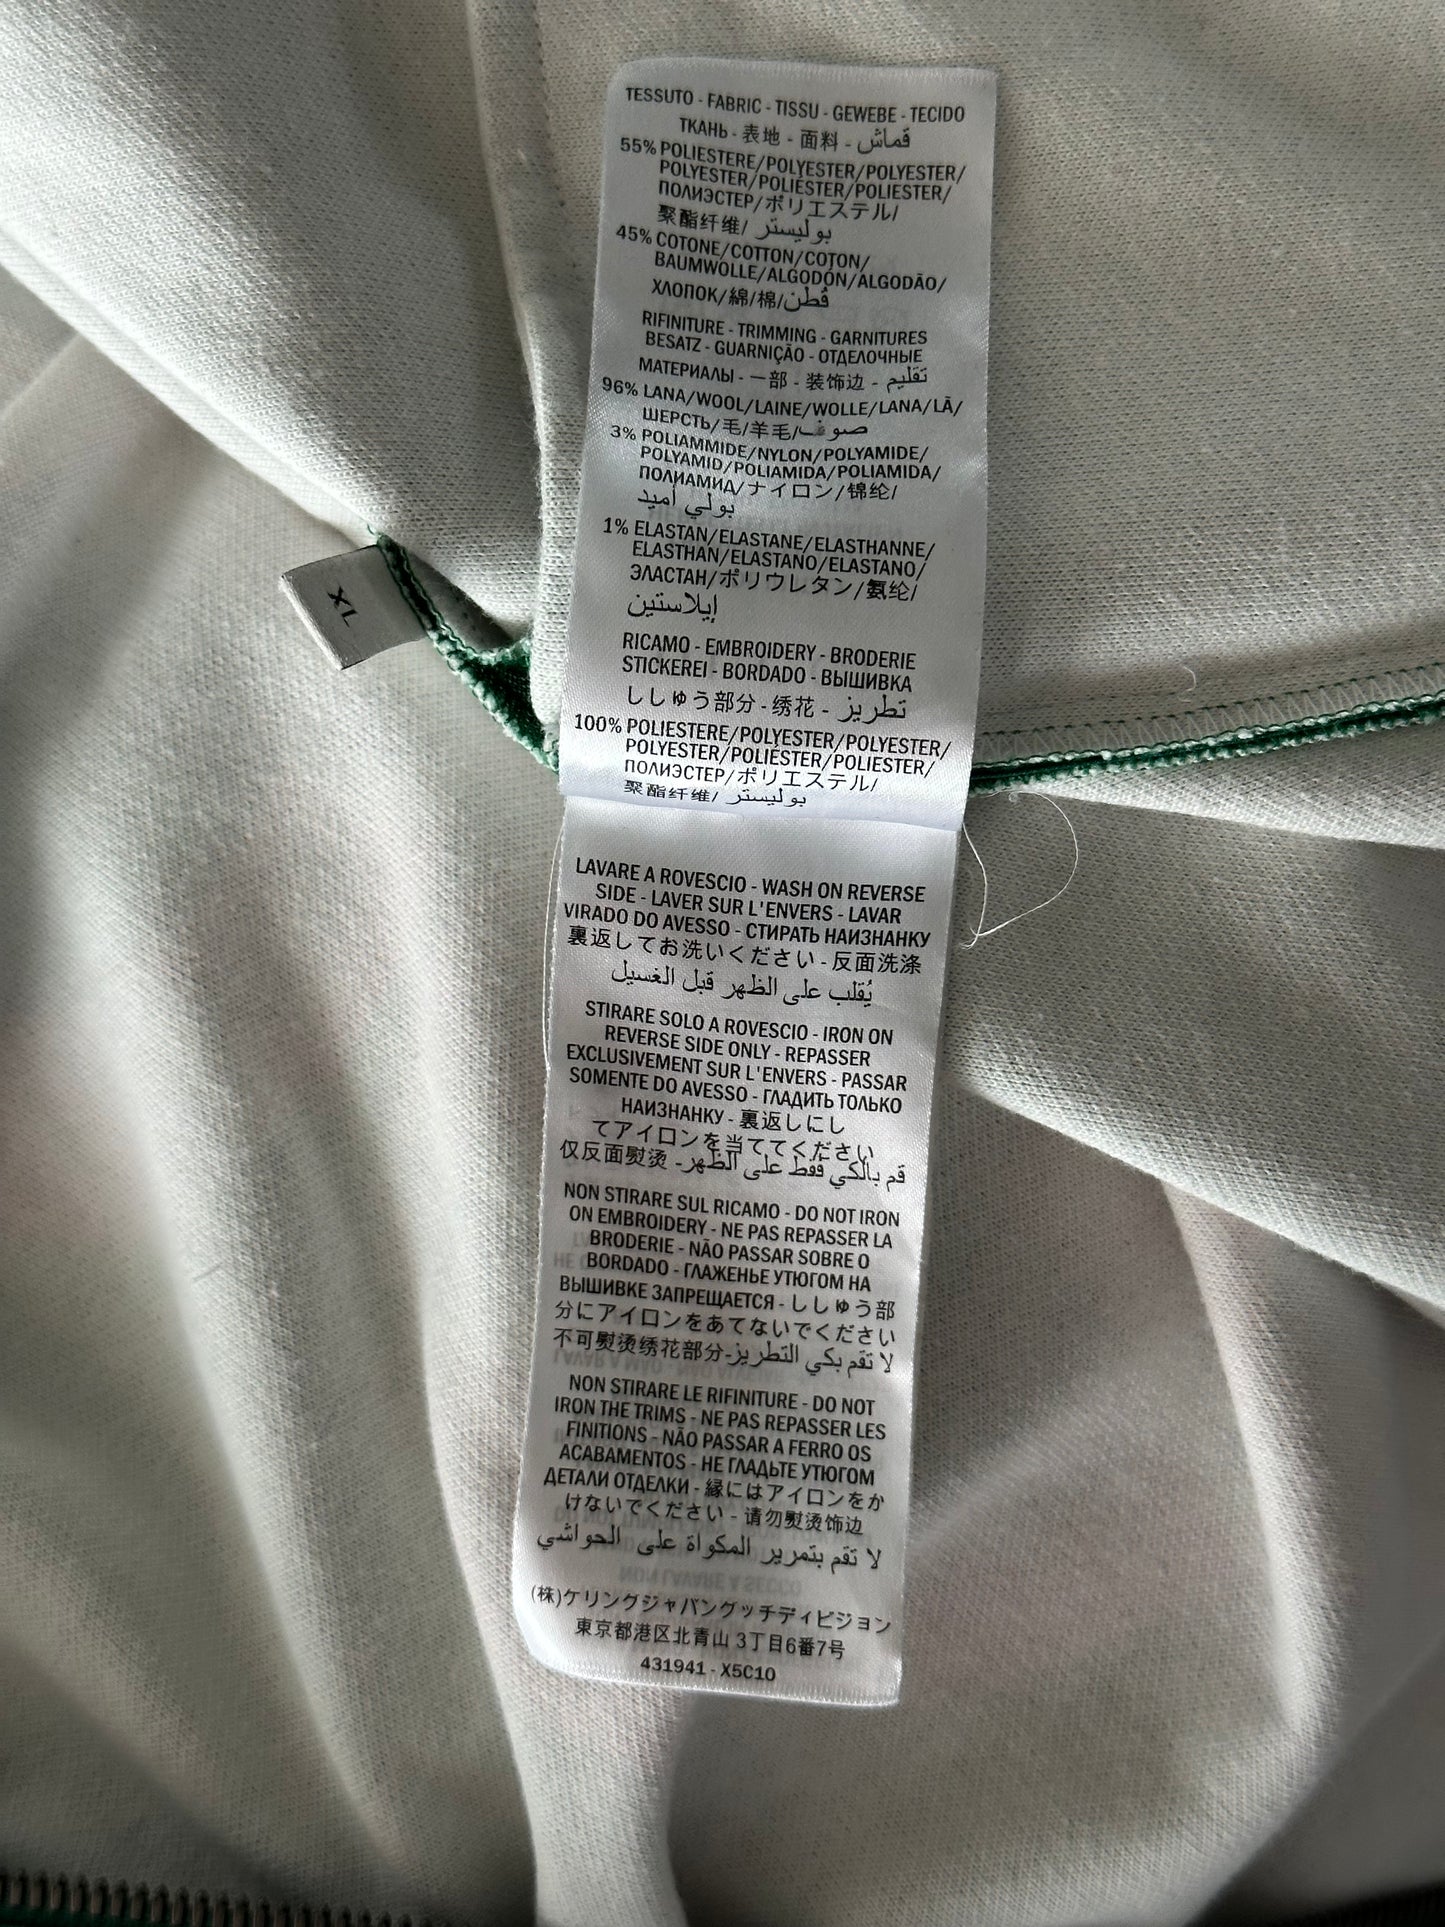 TESSUTO - FABRIC - TISSU - GEWEBE - TECIDO
ТКАНЬ - 表地 - 面料 - قماش
55% POLIESTERE/POLYESTER/POLYESTER/
POLYESTER/POLIÉSTER/POLIESTER/
ПОЛИЭСТЕР/ポリエステル/
聚酯纤维/ بوليستر
45% COTONE/COTTON/COTON/
BAUMWOLLE/ALGODÓN/ALGODÃO/
ХЛОПОК/綿/棉/قُطن
RIFINITURE - TRIMMING - GARNITURES
BESATZ - GUARNIÇÃO - ОТДЕЛОЧНЫЕ
МАТЕРИАЛЫ - 一部 - 装饰边 - تقليم
96% LANA/WOOL/LAINE/WOLLE/LANA/LÃ/
ШЕРСТЬ/毛/羊毛/صوف
3% POLIAMMIDE/NYLON/POLYAMIDE/
POLYAMID/POLIAMIDA/POLIAMIDA/
ПОЛИАМИД/ナイロン/锦纶/
بولي أميد
1% ELASTAN/ELASTANE/ELASTHANNE/
ELASTHAN/ELASTANO/ELASTANO/
ЭЛАСТАН/ポリウレタン/氨纶/
إيلاستين
XL
RICAMO - EMBROIDERY - BRODERIE
STICKEREI - BORDADO - ВЫШИВКА
ししゅう部分 - 绣花 - تطريز
100% POLIESTERE/POLYESTER/POLYESTER/
POLYESTER/POLIÉSTER/POLIESTER/
ПОЛИЭСТЕР/ポリエステル/
聚酯纤维/ بوليستر
LAVARE A ROVESCIO - WASH ON REVERSE
SIDE - LAVER SUR L'ENVERS - LAVAR
VIRADO DO AVESSO - СТИРАТЬ НАИЗНАНКУ
裏返してお洗いください - 反面洗涤
يُقلب على الظهر قبل الغسيل
STIRARE SOLO A ROVESCIO - IRON ON
REVERSE SIDE ONLY - REPASSER
EXCLUSIVEMENT SUR L'ENVERS - PASSAR
SOMENTE DO AVESSO - ГЛАДИТЬ ТОЛЬКО
НАИЗНАНКУ - 裏返しにし
てアイロンを当ててください
仅反面熨烫 - قم بالكي فقط على الظهر
NON STIRARE SUL RICAMO - DO NOT IRON
ON EMBROIDERY - NE PAS REPASSER LA
BRODERIE - NÃO PASSAR SOBRE O
BORDADO - ГЛАЖЕНЬЕ УТЮГОМ НА
ВЫШИВКЕ ЗАПРЕЩАЕТСЯ - ししゅう部
分にアイロンをあてないでください
不可熨烫绣花部分-لا تقم بكي التطريز
NON STIRARE LE RIFINITURE - DO NOT
IRON THE TRIMS - NE PAS REPASSER LES
FINITIONS - NÃO PASSAR A FERRO OS
ACABAMENTOS - НЕ ГЛАДЬТЕ УТЮГОМ
ДЕТАЛИ ОТДЕЛКИ - 縁にはアイロンをか
けないでください - 请勿熨烫饰边
لا تقم بتمرير المكواة على الحواشي
(株)ケリングジャパングッチディビジョン
東京都港区北青山 3丁目6番7号
431941 - X5C10